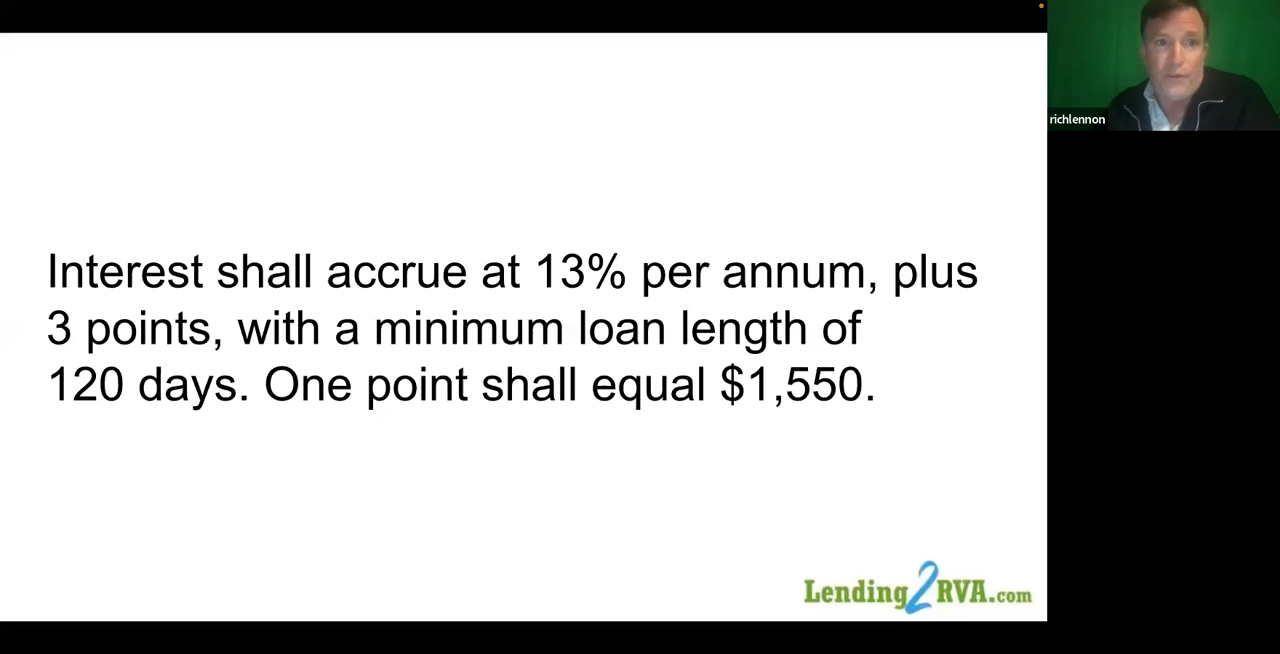 richlennon
Interest shall accrue at 13% per annum, plus
3 points, with a minimum loan length of
120 days. One point shall equal $1,550.
Lending2RVA.com